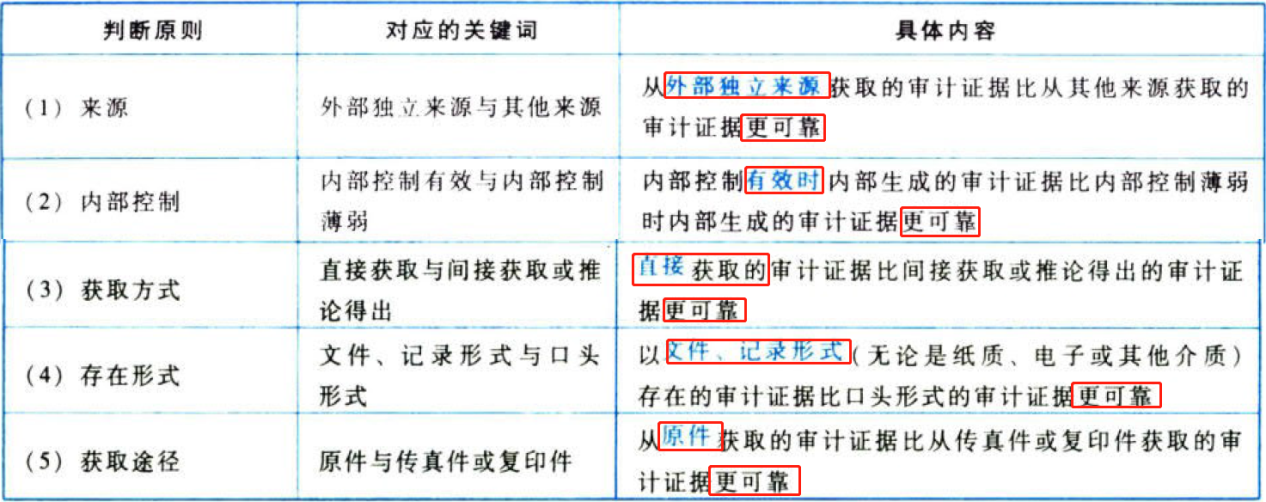 判断原则
对应的关键词
具体内容
(1) 来源
外部独立来源与其他来源
从外部独立来源获取的审计证据比从其他来源获取的
审计证据更可靠
(2) 内部控制
内部控制有效与内部控制
薄弱
内部控制有效时内部生成的审计证据比内部控制薄弱
时内部生成的审计证据更可靠
(3) 获取方式
直接获取与间接获取或推
论得出
直接获取的审计证据比间接获取或推论得出的审计证
据更可靠
(4) 存在形式
文件、记录形式与口头
形式
以文件、记录形式(无论是纸质、电子或其他介质)
存在的审计证据比口头形式的审计证据更可靠
(5) 获取途径
原件与传真件或复印件
从原件获取的审计证据比从传真件或复印件获取的审
计证据更可靠